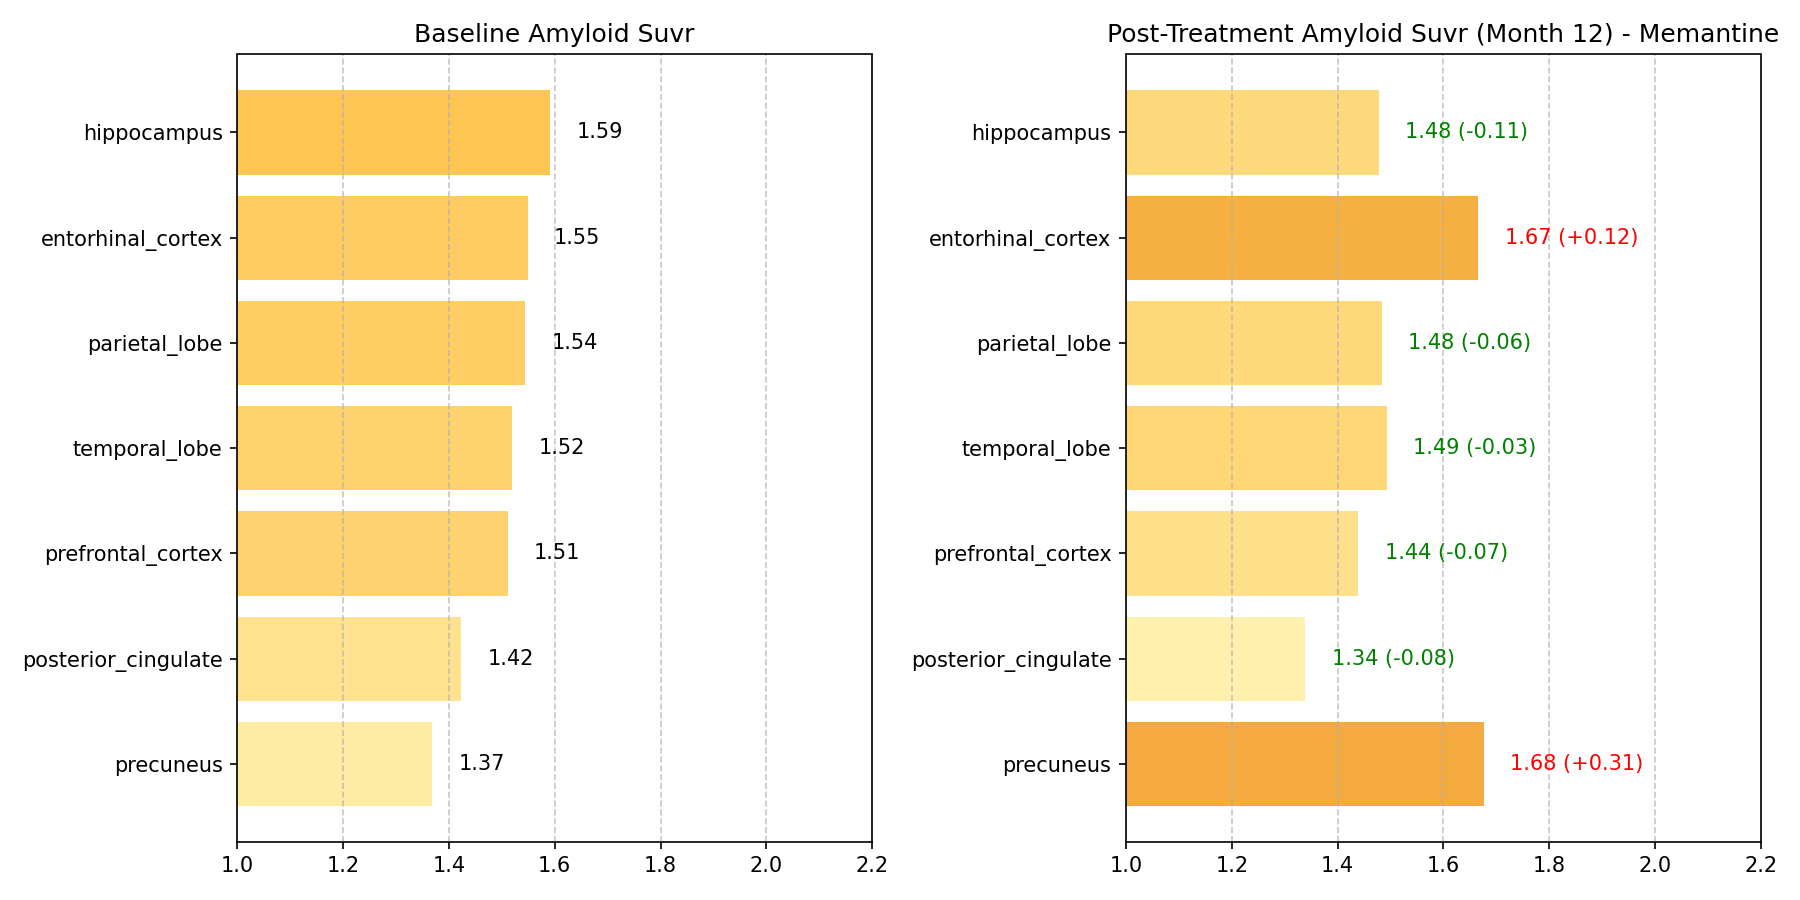 Baseline Amyloid Suvr
hippocampus
1.59
entorhinal_cortex
1.55
parietal_lobe
1.54
temporal_lobe
1.52
prefrontal_cortex
1.51
posterior_cingulate
1.42
precuneus
1.37
1.0 1.2 1.4 1.6 1.8 2.0 2.2
Post-Treatment Amyloid Suvr (Month 12) - Memantine
hippocampus
1.48 (-0.11)
entorhinal_cortex
1.67 (+0.12)
parietal_lobe
1.48 (-0.06)
temporal_lobe
1.49 (-0.03)
prefrontal_cortex
1.44 (-0.07)
posterior_cingulate
1.34 (-0.08)
precuneus
1.68 (+0.31)
1.0 1.2 1.4 1.6 1.8 2.0 2.2